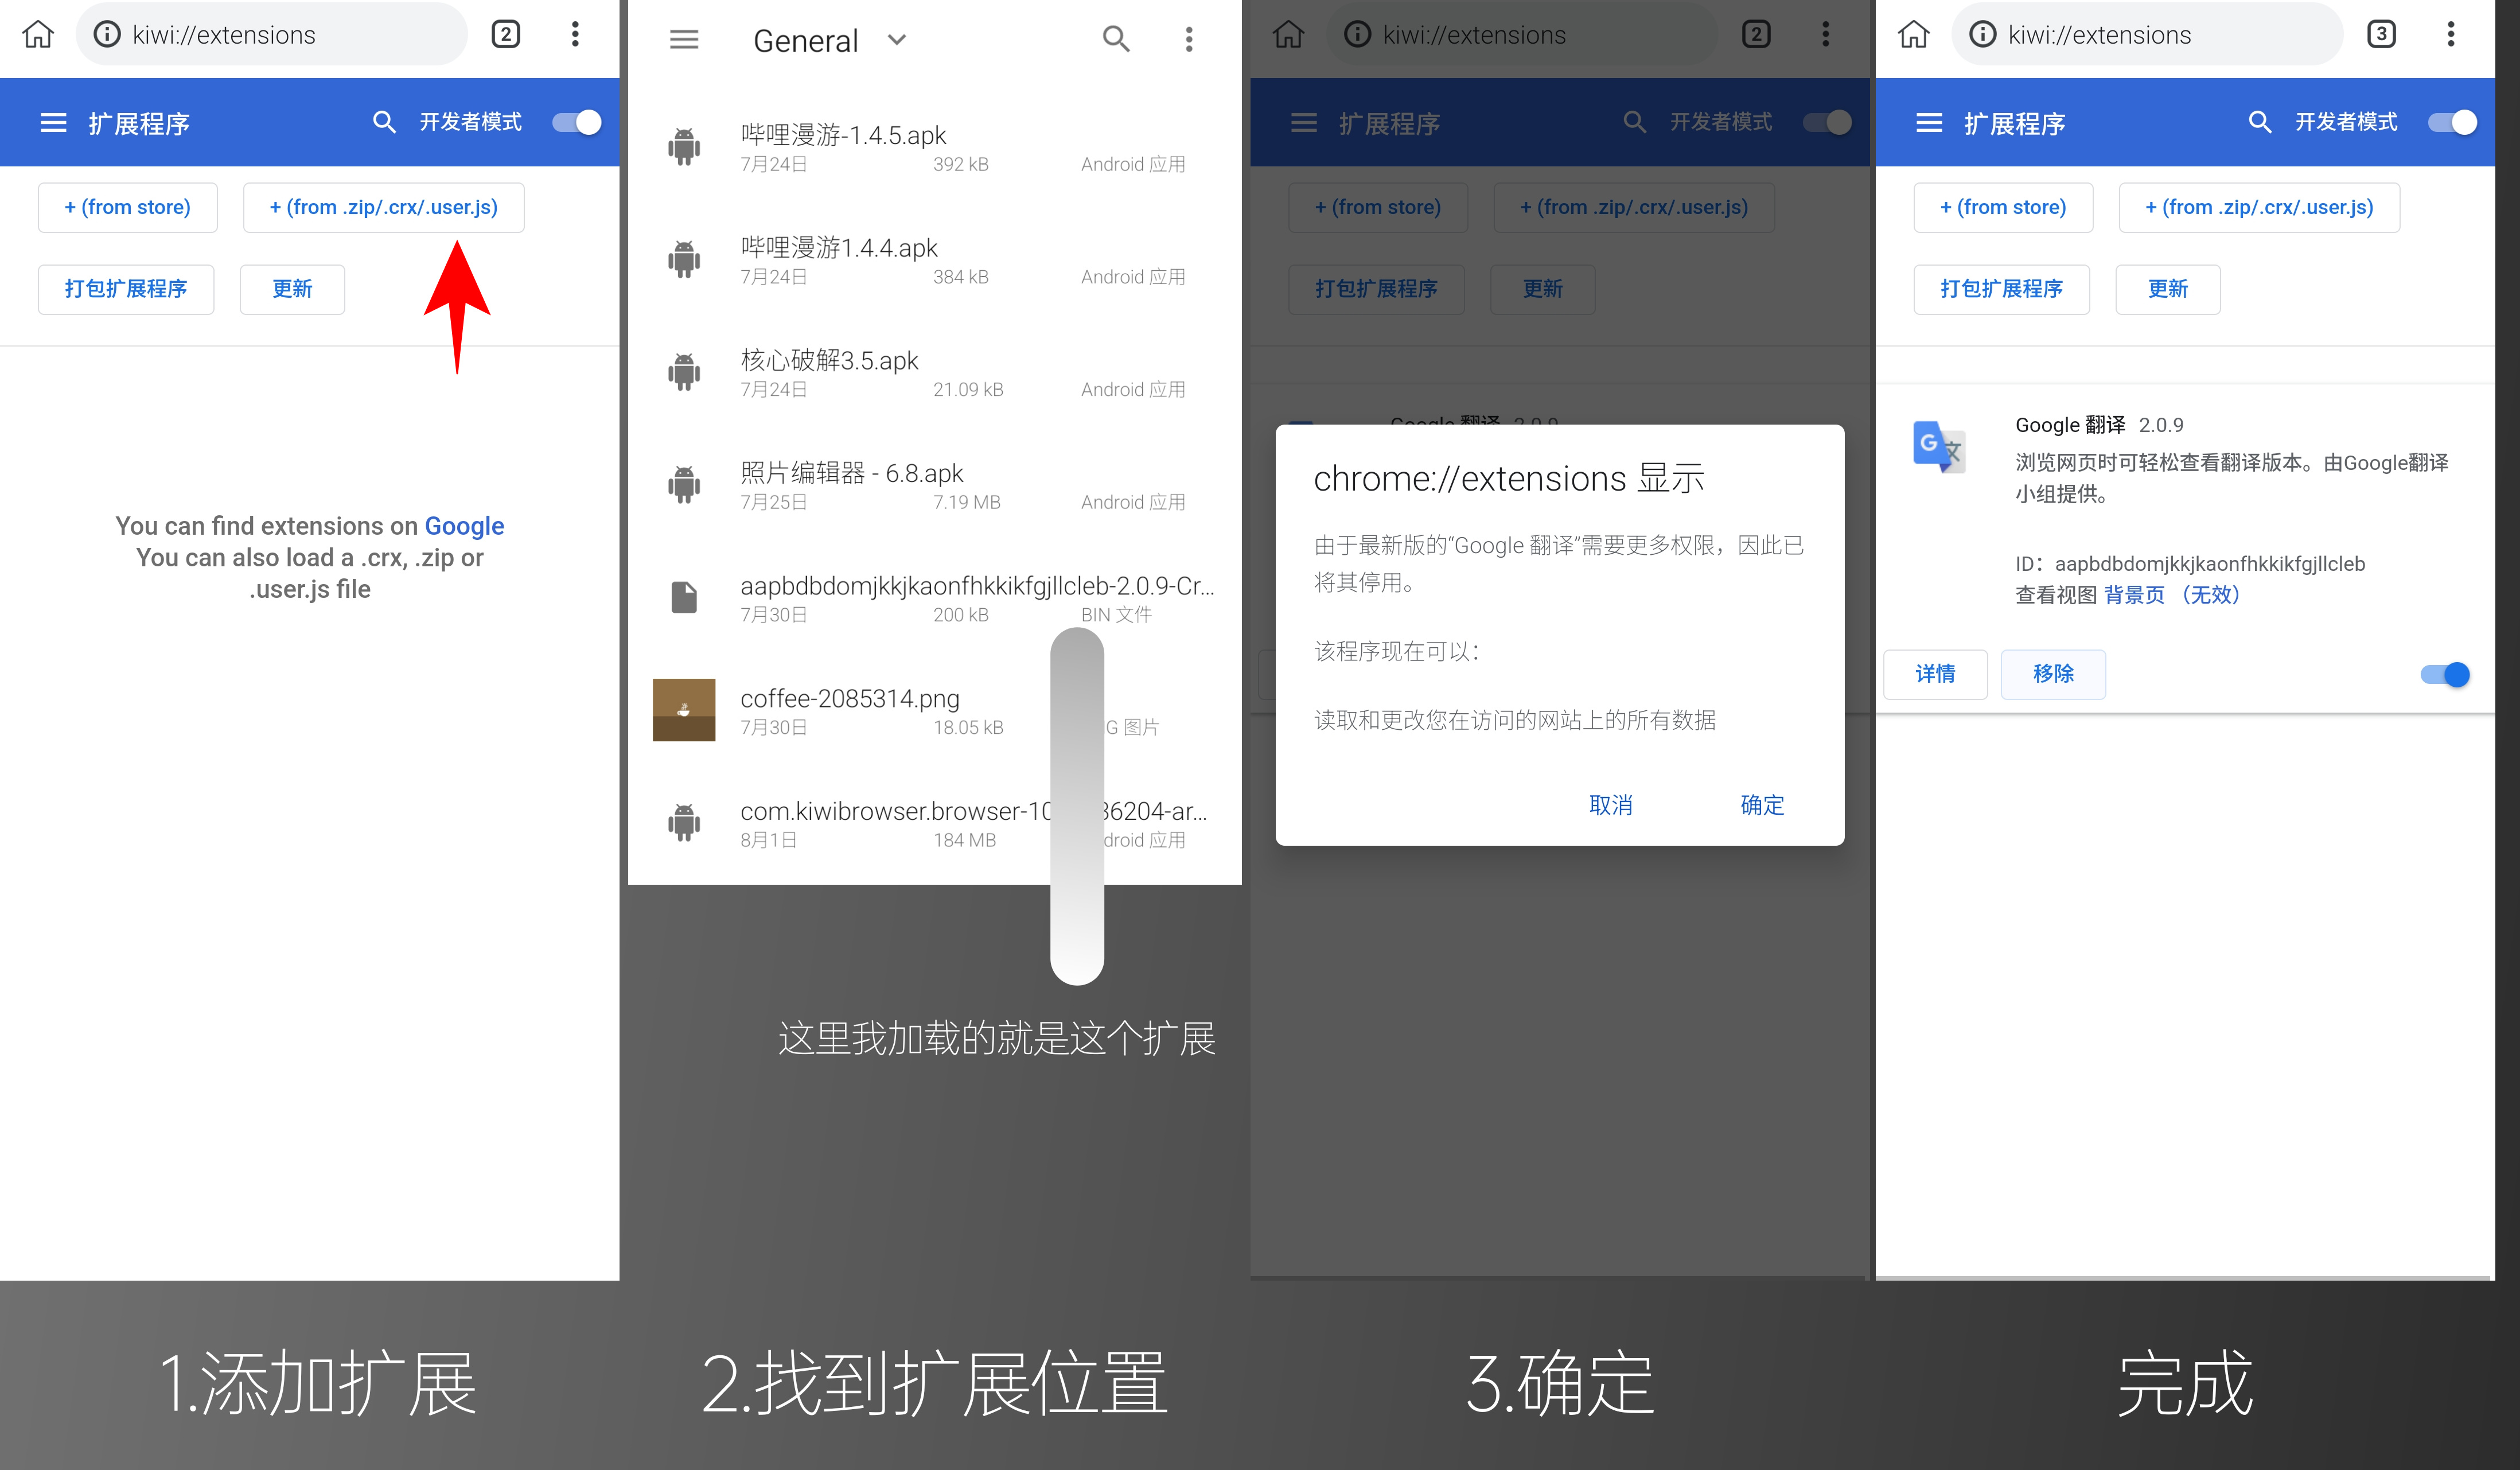 kiwi://extensions
2
扩展程序
开发者模式
+ (from store)
+ (from .zip/.crx/.user.js)
打包扩展程序
更新
You can find extensions on Google
You can also load a .crx, .zip or
.user.js file
1.添加扩展
General
哔哩漫游-1.4.5.apk
7月24日 392 kB Android 应用
哔哩漫游1.4.4.apk
7月24日 384 kB Android 应用
核心破解3.5.apk
7月24日 21.09 kB Android 应用
照片编辑器 - 6.8.apk
7月25日 7.19 MB Android 应用
aapbdbdomjkkjkaonfhkkikfgjllcleb-2.0.9-Cr...
7月30日 200 kB BIN 文件
coffee-2085314.png
7月30日 18.05 kB G 图片
com.kiwibrowser.browser-10 36204-ar...
8月1日 184 MB droid 应用
这里我加载的就是这个扩展
2.找到扩展位置
kiwi://extensions
2
扩展程序
开发者模式
+ (from store)
+ (from .zip/.crx/.user.js)
打包扩展程序
更新
Google 翻译 2.0.9
chrome://extensions 显示
由于最新版的“Google 翻译”需要更多权限，因此已
将其停用。
该程序现在可以：
读取和更改您在访问的网站上的所有数据
取消
确定
3.确定
kiwi://extensions
3
扩展程序
开发者模式
+ (from store)
+ (from .zip/.crx/.user.js)
打包扩展程序
更新
Google 翻译 2.0.9
浏览网页时可轻松查看翻译版本。由Google翻译
小组提供。
ID：aapbdbdomjkkjkaonfhkkikfgjllcleb
查看视图 背景页 （无效）
详情
移除
完成